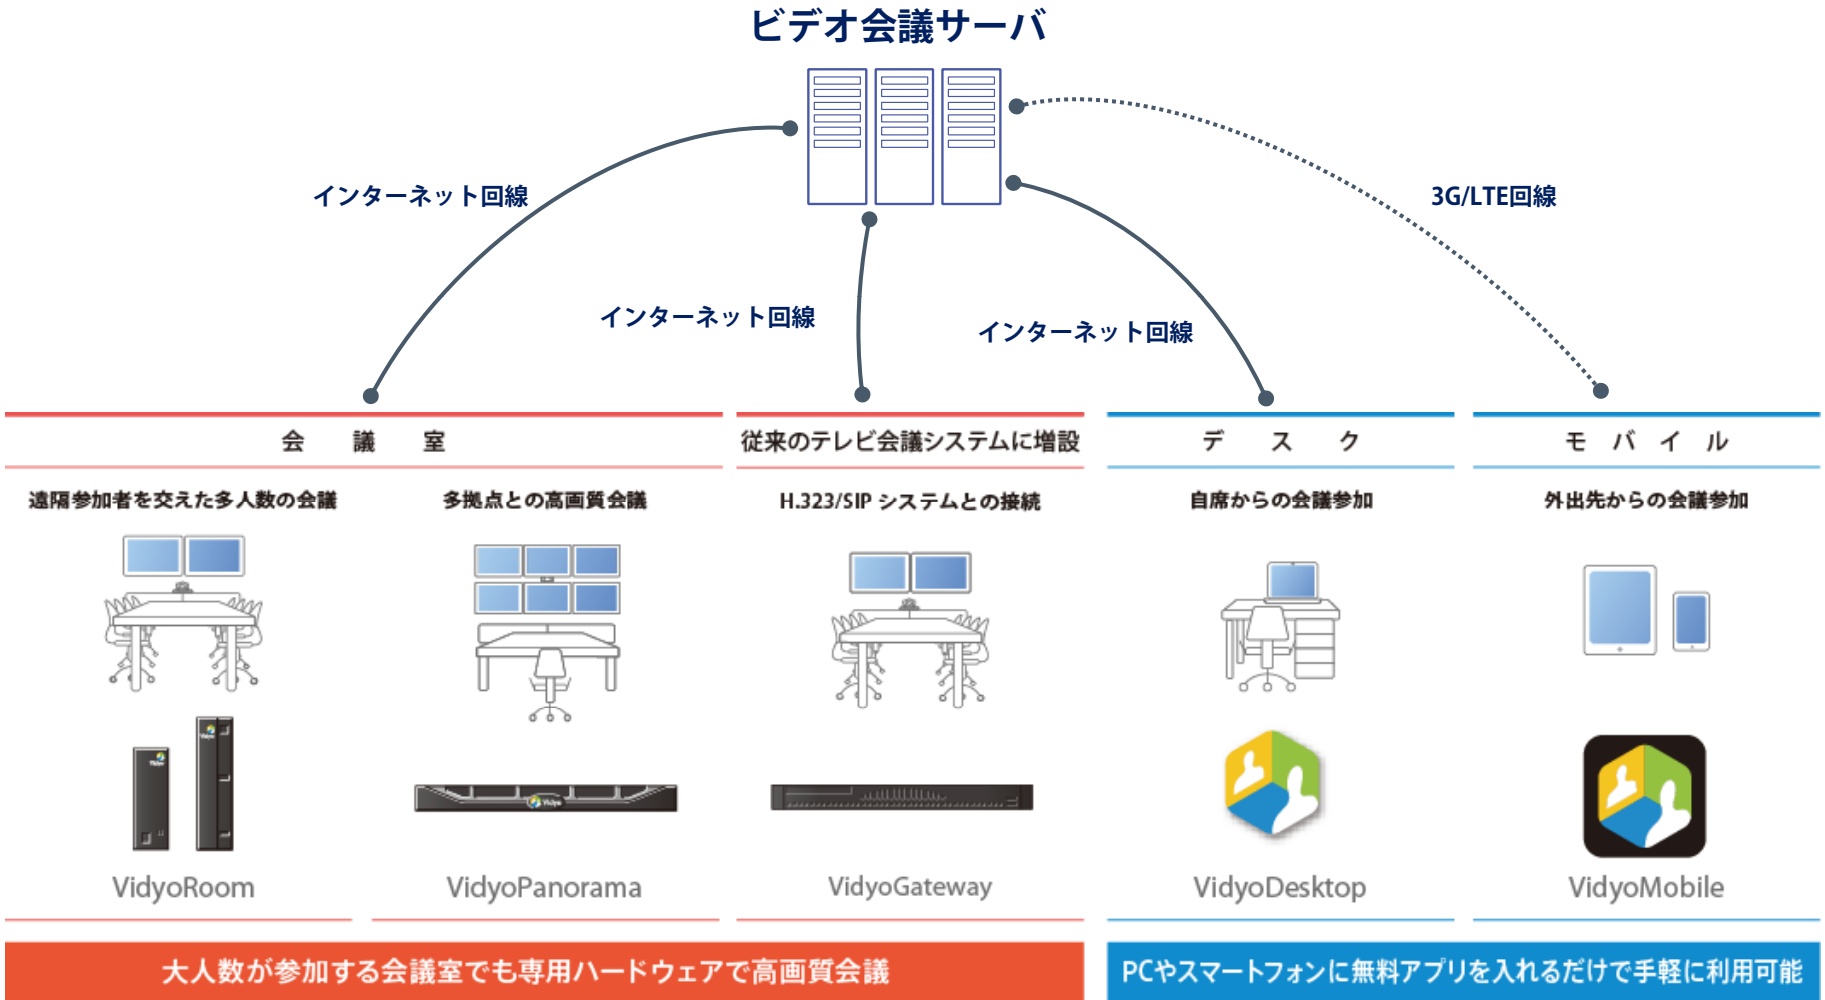 ビデオ会議サーバ
インターネット回線
3G/LTE回線
インターネット回線
インターネット回線
会議室
従来のテレビ会議システムに増設
デスク
モバイル
遠隔参加者を交えた多人数の会議
多拠点との高画質会議
H.323/SIP システムとの接続
自席からの会議参加
外出先からの会議参加
Vidyo
Vidyo
Vidyo
VidyoRoom
VidyoPanorama
VidyoGateway
VidyoDesktop
VidyoMobile
大人数が参加する会議室でも専用ハードウェアで高画質会議
PCやスマートフォンに無料アプリを入れるだけで手軽に利用可能